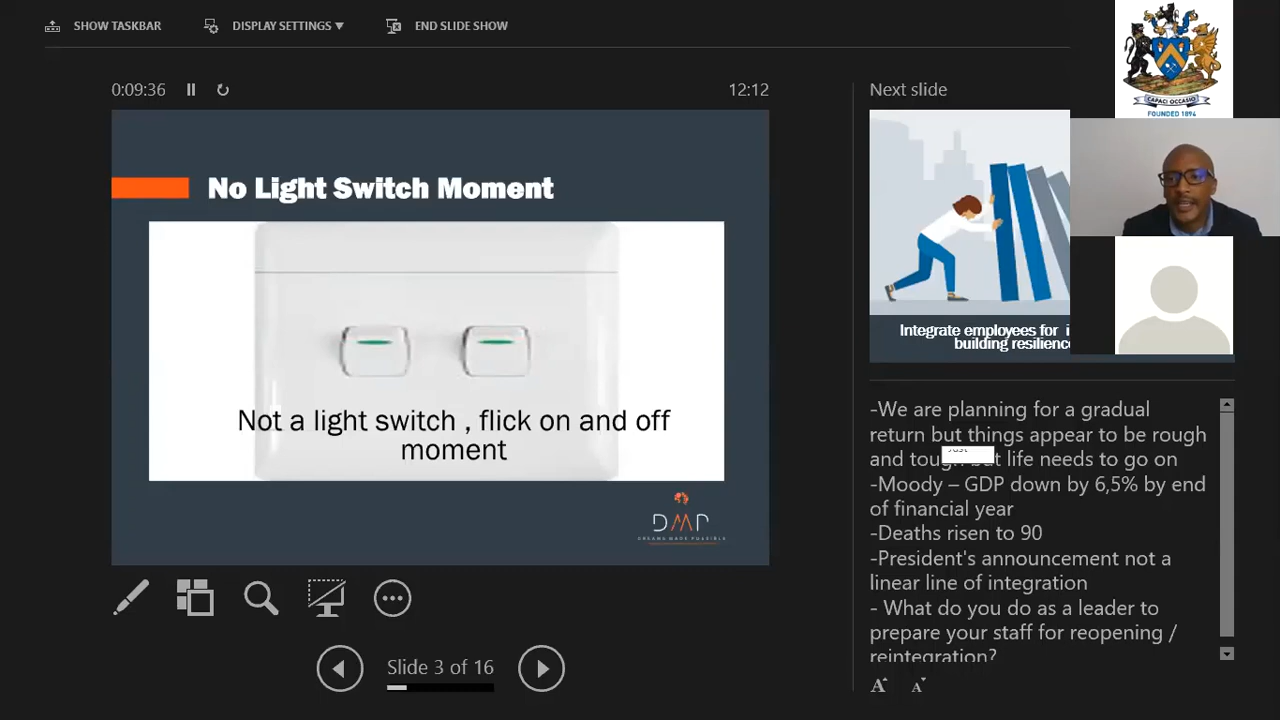 SHOW TASKBAR
DISPLAY SETTINGS
END SLIDE SHOW
0:09:36
12:12
No Light Switch Moment
Not a light switch , flick on and off
moment
DMP
DREAMS MADE POSSIBLE
Slide 3 of 16
Next slide
CAPACI OCCASIO
FOUNDED 1894
Integrate employees for
building resilience
-We are planning for a gradual
return but things appear to be rough
and tough but life needs to go on
-Moody – GDP down by 6,5% by end
of financial year
-Deaths risen to 90
-President's announcement not a
linear line of integration
- What do you do as a leader to
prepare your staff for reopening /
reintegration?
A
A